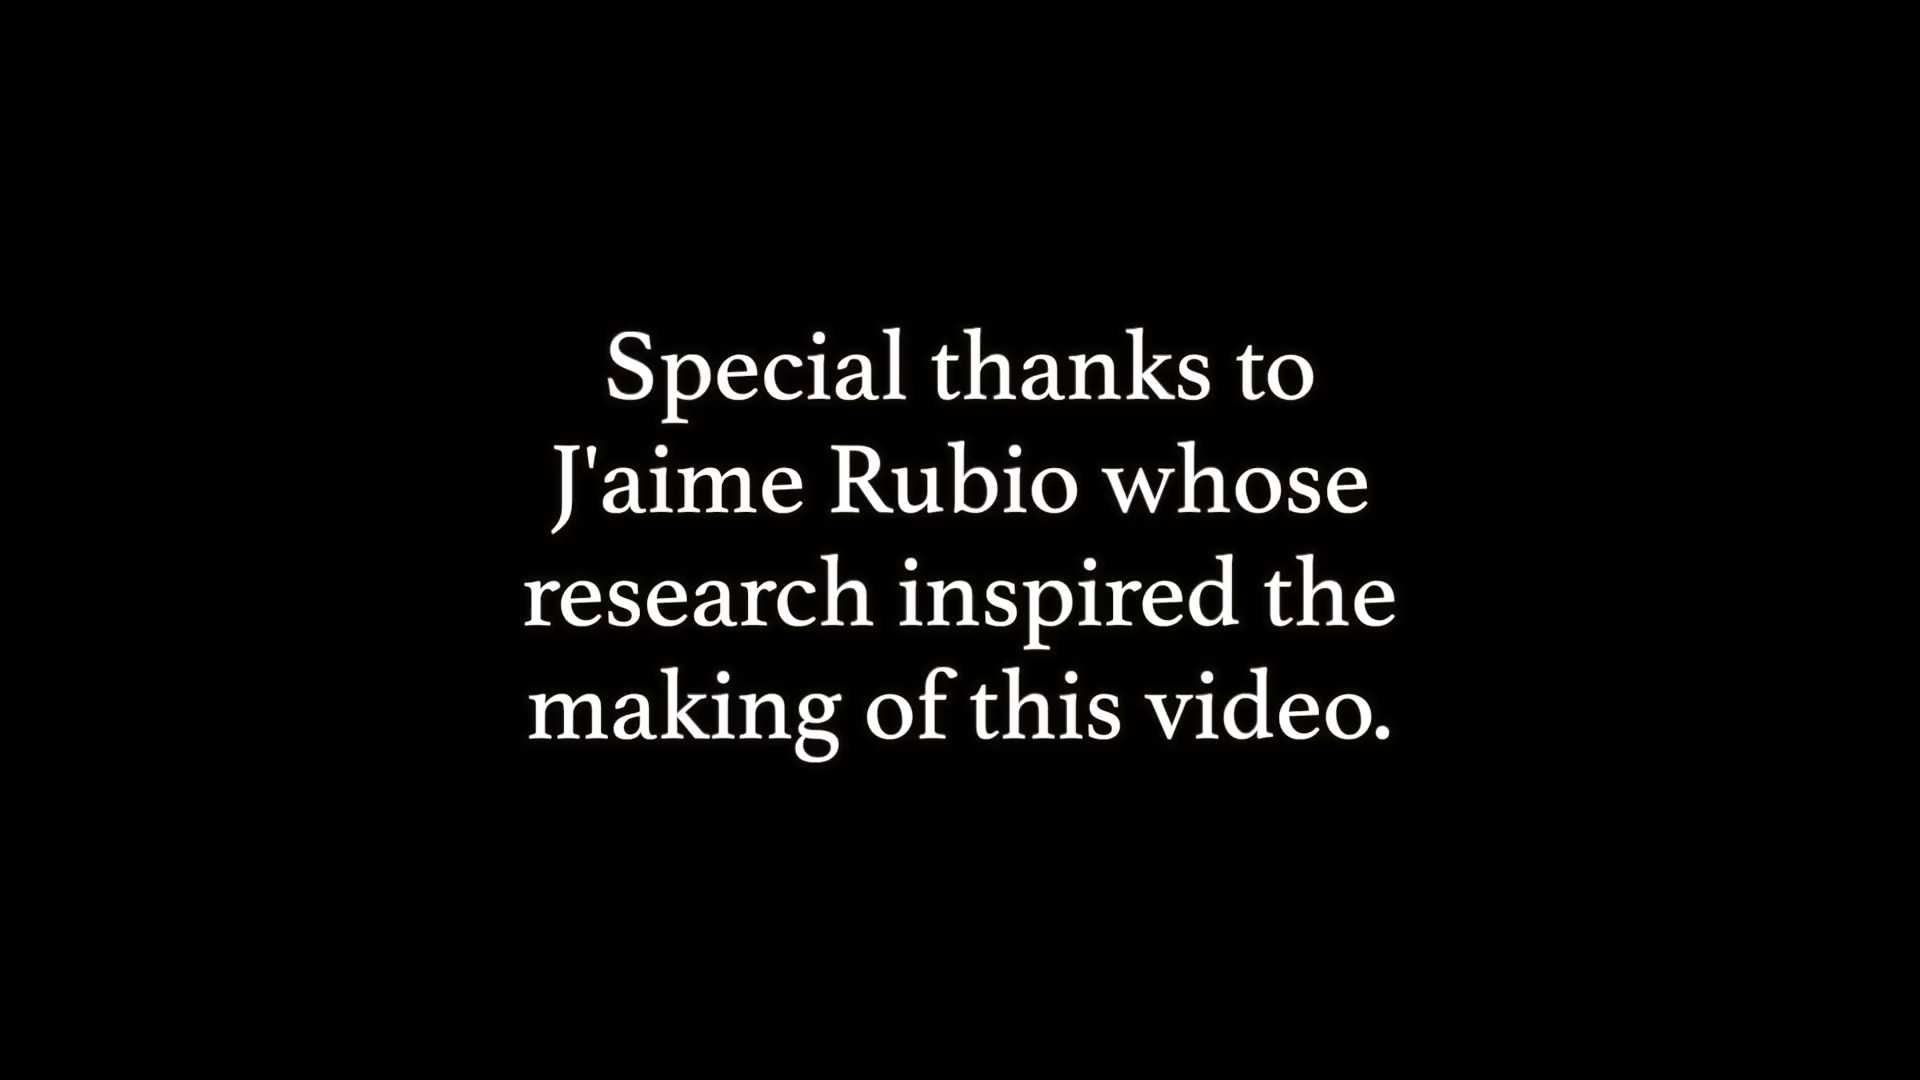 Special thanks to
J'aime Rubio whose
research inspired the
making of this video.